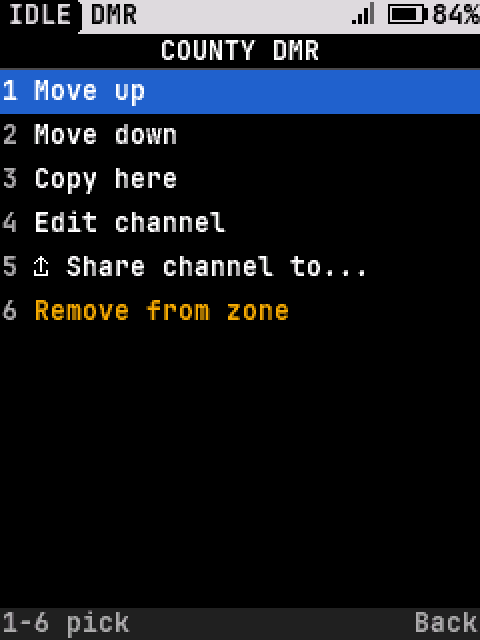 IDLE DMR 84%
COUNTY DMR
1 Move up
2 Move down
3 Copy here
4 Edit channel
5 Share channel to...
6 Remove from zone
1-6 pick Back